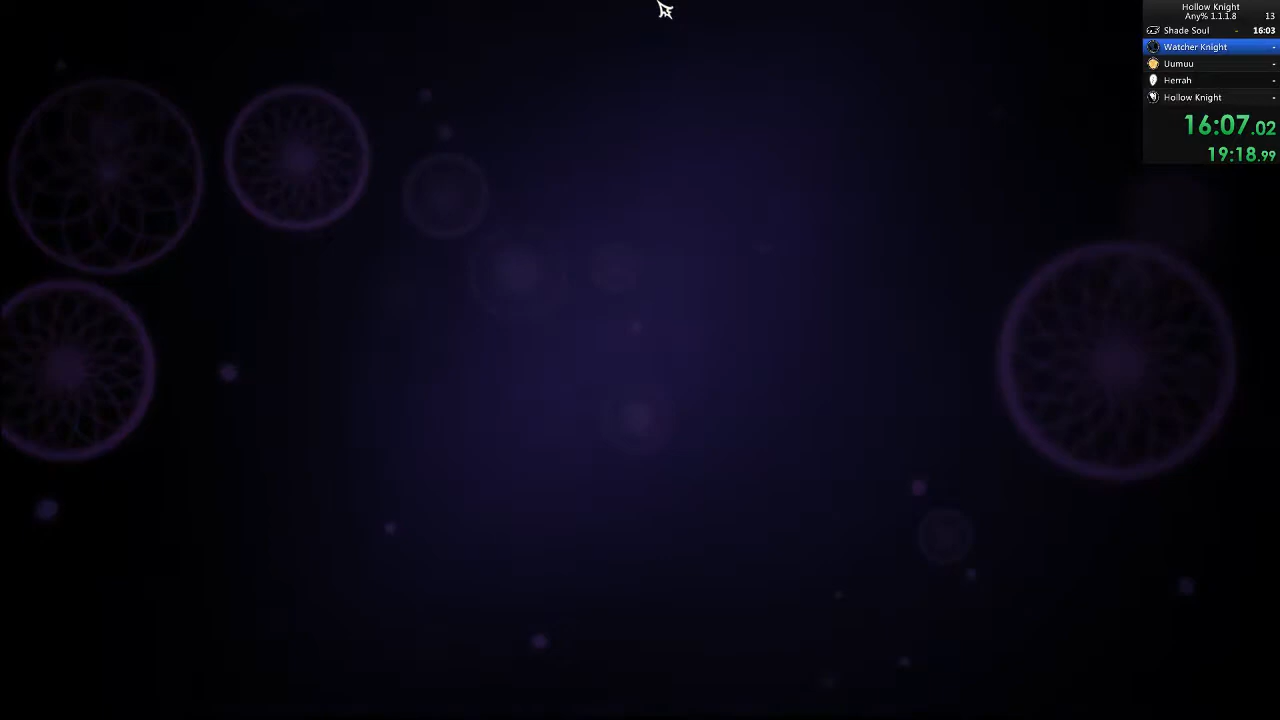 Hollow Knight
Any% 1.1.1.8 13
Shade Soul - 16:03
Watcher Knight -
Uumuu -
Herrah -
Hollow Knight -
16:07.02
19:18.99